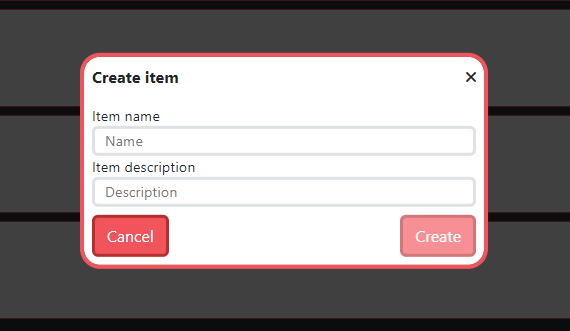 Create item
Item name
Name
Item description
Description
Cancel
Create